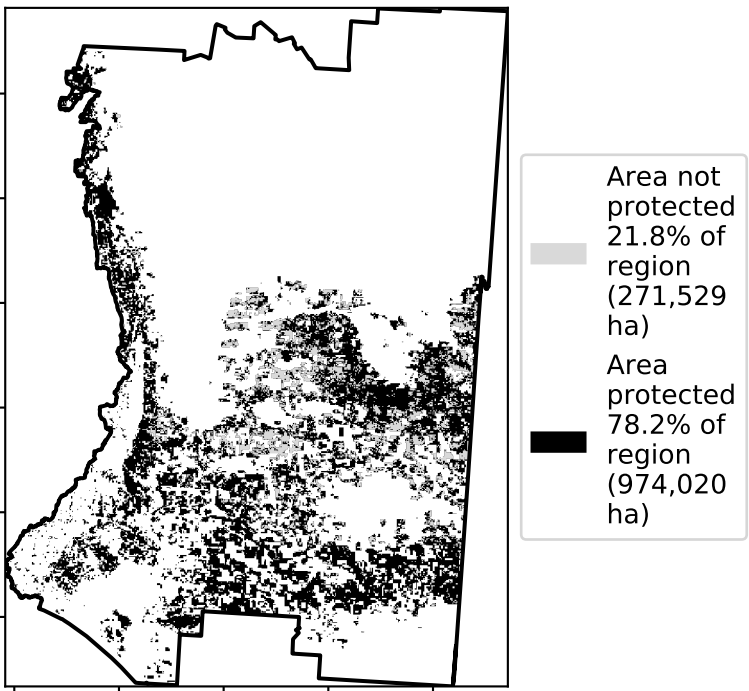 Area not
protected
21.8% of
region
(271,529
ha)
Area
protected
78.2% of
region
(974,020
ha)